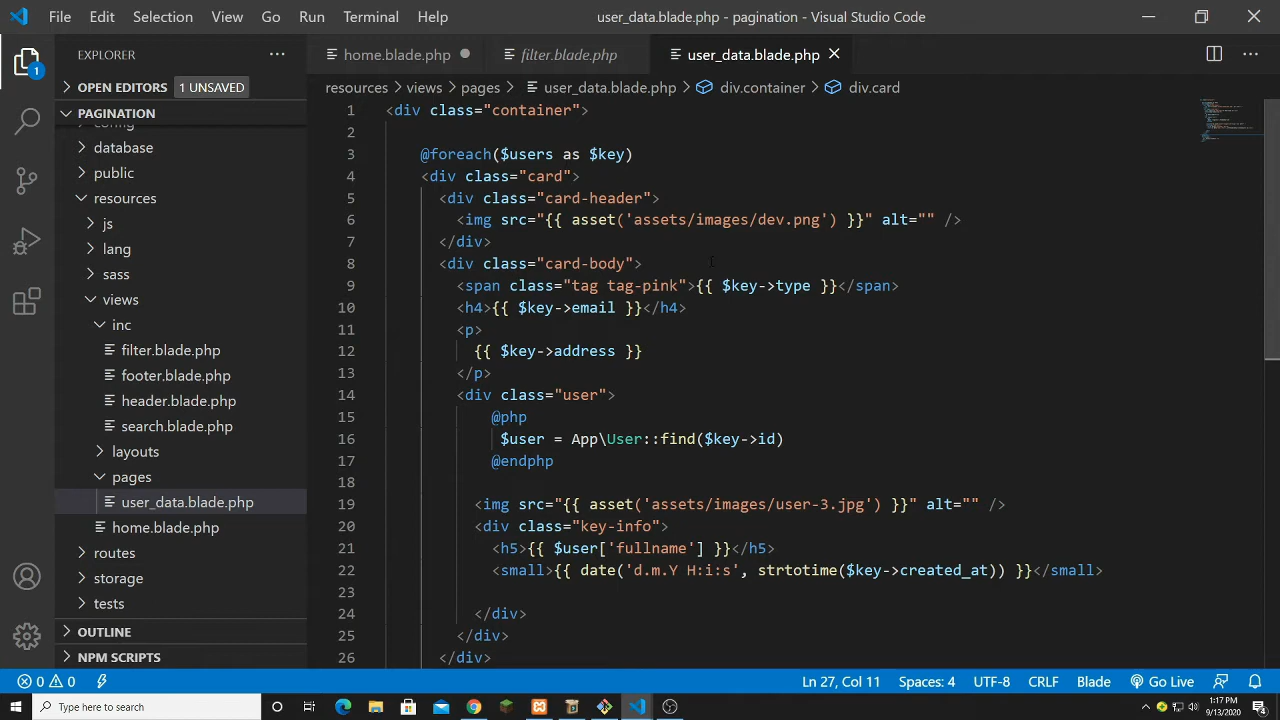 File Edit Selection View Go Run Terminal Help user_data.blade.php - pagination - Visual Studio Code
EXPLORER
home.blade.php filter.blade.php user_data.blade.php
OPEN EDITORS 1 UNSAVED
resources > views > pages > user_data.blade.php > div.container > div.card
PAGINATION
config
database
public
resources
js
lang
sass
views
inc
filter.blade.php
footer.blade.php
header.blade.php
search.blade.php
layouts
pages
user_data.blade.php
home.blade.php
routes
storage
tests
OUTLINE
NPM SCRIPTS
1 <div class="container">
2
3 @foreach($users as $key)
4 <div class="card">
5 <div class="card-header">
6 <img src="{{ asset('assets/images/dev.png') }}" alt="" />
7 </div>
8 <div class="card-body">
9 <span class="tag tag-pink">{{ $key->type }}</span>
10 <h4>{{ $key->email }}</h4>
11 <p>
12 {{ $key->address }}
13 </p>
14 <div class="user">
15 @php
16 $user = App\User::find($key->id)
17 @endphp
18
19 <img src="{{ asset('assets/images/user-3.jpg') }}" alt="" />
20 <div class="key-info">
21 <h5>{{ $user['fullname'] }}</h5>
22 <small>{{ date('d.m.Y H:i:s', strtotime($key->created_at)) }}</small>
23
24 </div>
25 </div>
26 </div>
1
0 0 Ln 27, Col 11 Spaces: 4 UTF-8 CRLF Blade Go Live
Type here to search
1:17 PM
9/13/2020